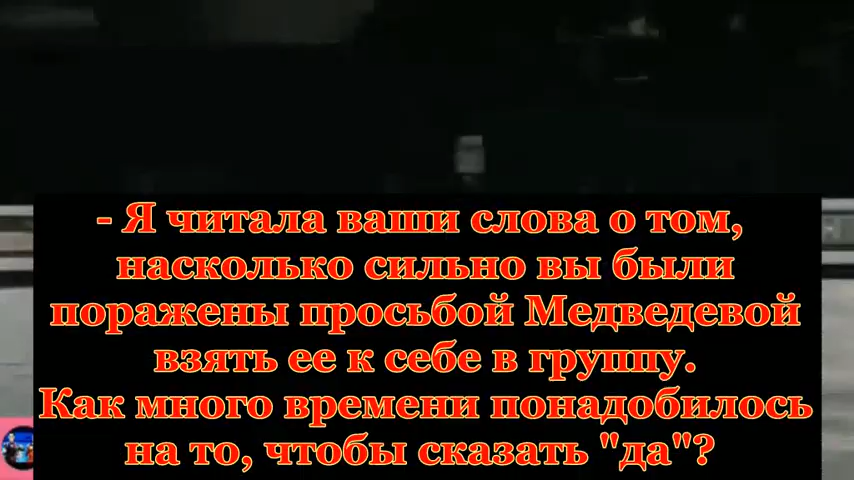 - Я читала ваши слова о том,
насколько сильно вы были
поражены просьбой Медведевой
взять ее к себе в группу.
Как много времени понадобилось
на то, чтобы сказать "да"?